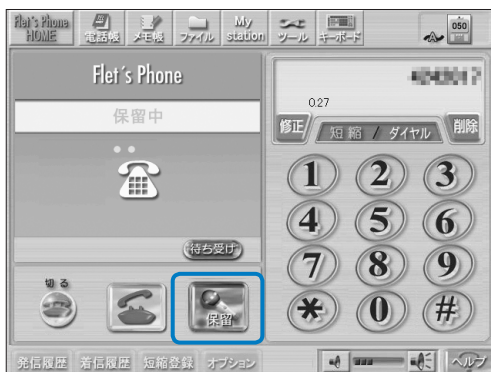 Flet's Phone HOME 電話帳 メモ帳 ファイル My station ツール キーボード 050
Flet's Phone
保留中
0.27
修正 短縮 / ダイヤル 削除
1 2 3
4 5 6
待ち受け
7 8 9
切る
保留
* 0 #
発信履歴 着信履歴 短縮登録 オプション ヘルプ